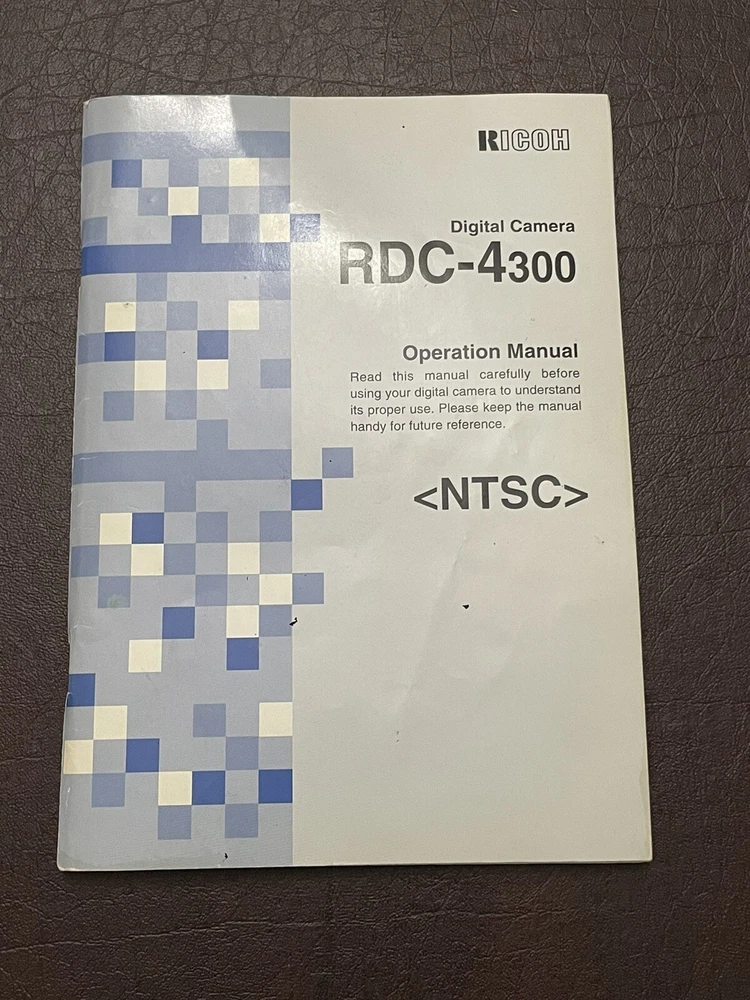 RICOH
Digital Camera
RDC-4300
Operation Manual
Read this manual carefully before
using your digital camera to understand
its proper use. Please keep the manual
handy for future reference.
<NTSC>